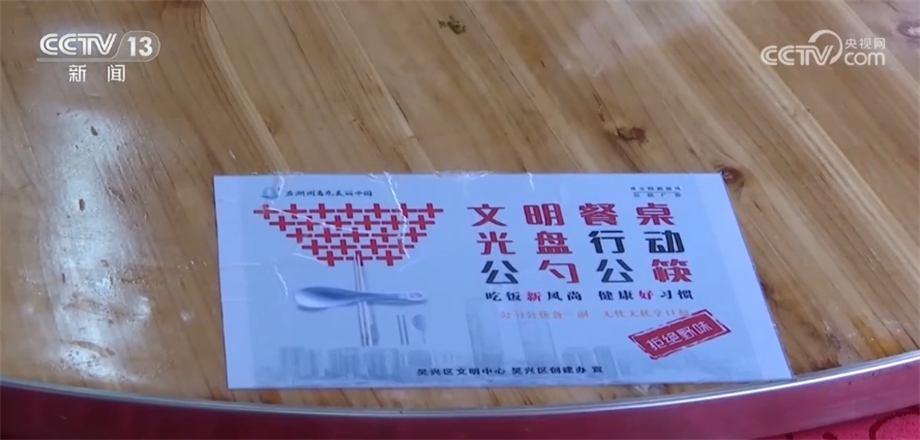 CCTV 13
新闻
CCTV 央视网
com
文明餐桌
光盘行动
公勺公筷
吃饭新风尚 健康好习惯
拒绝野味
吴兴区文明中心 吴兴区创建办 宣